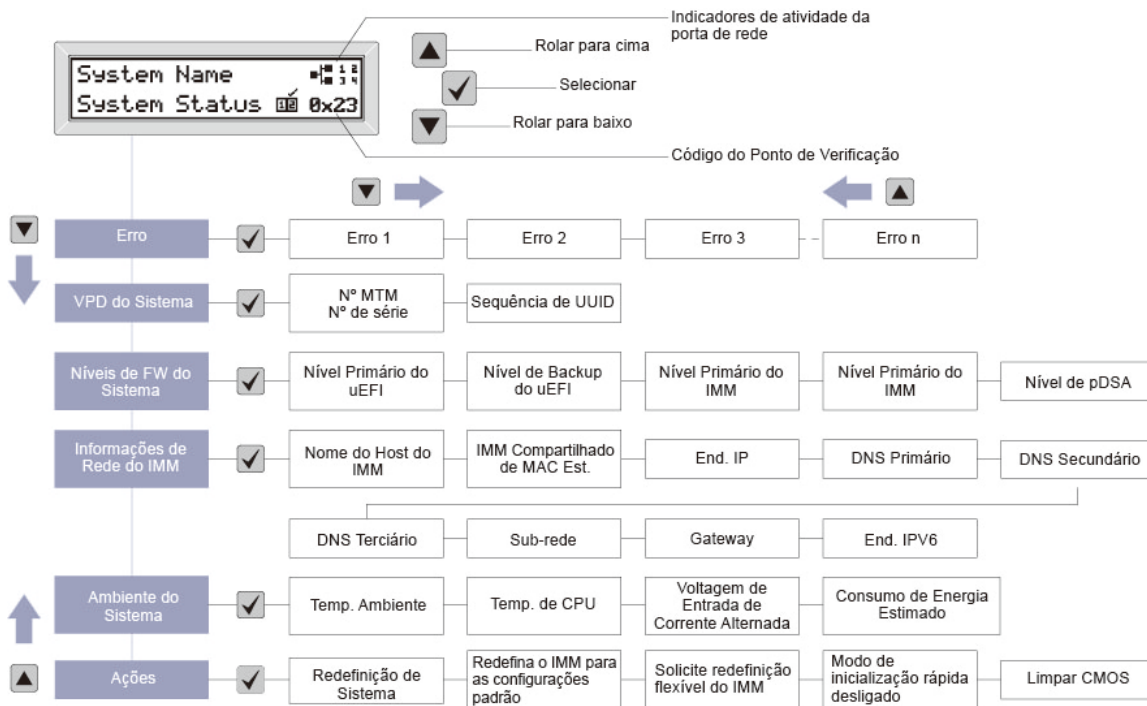 Indicadores de atividade da
porta de rede
System Name 1 2
3 4
System Status 12 0x23
Rolar para cima
Selecionar
Rolar para baixo
Código do Ponto de Verificação
Erro
Erro 1
Erro 2
Erro 3
Erro n
VPD do Sistema
Nº MTM
Nº de série
Sequência de UUID
Níveis de FW do
Sistema
Nível Primário do
uEFI
Nível de Backup
do uEFI
Nível Primário do
IMM
Nível Primário do
IMM
Nível de pDSA
Informações de
Rede do IMM
Nome do Host do
IMM
IMM Compartilhado
de MAC Est.
End. IP
DNS Primário
DNS Secundário
DNS Terciário
Sub-rede
Gateway
End. IPV6
Ambiente do
Sistema
Temp. Ambiente
Temp. de CPU
Voltagem de
Entrada de
Corrente Alternada
Consumo de Energia
Estimado
Ações
Redefinição de
Sistema
Redefina o IMM para
as configurações
padrão
Solicite redefinição
flexível do IMM
Modo de
inicialização rápida
desligado
Limpar CMOS